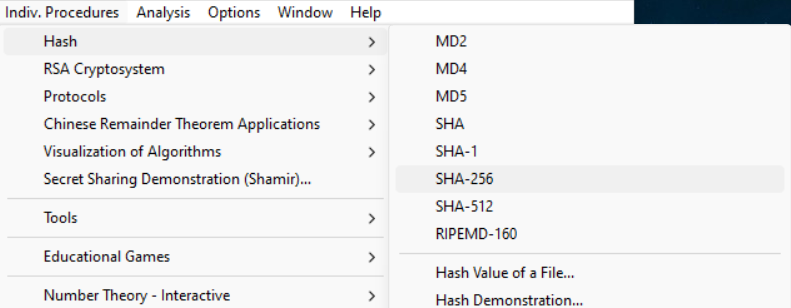 Indiv. Procedures Analysis Options Window Help
Hash
RSA Cryptosystem
Protocols
Chinese Remainder Theorem Applications
Visualization of Algorithms
Secret Sharing Demonstration (Shamir)...
Tools
Educational Games
Number Theory - Interactive
MD2
MD4
MD5
SHA
SHA-1
SHA-256
SHA-512
RIPEMD-160
Hash Value of a File...
Hash Demonstration...